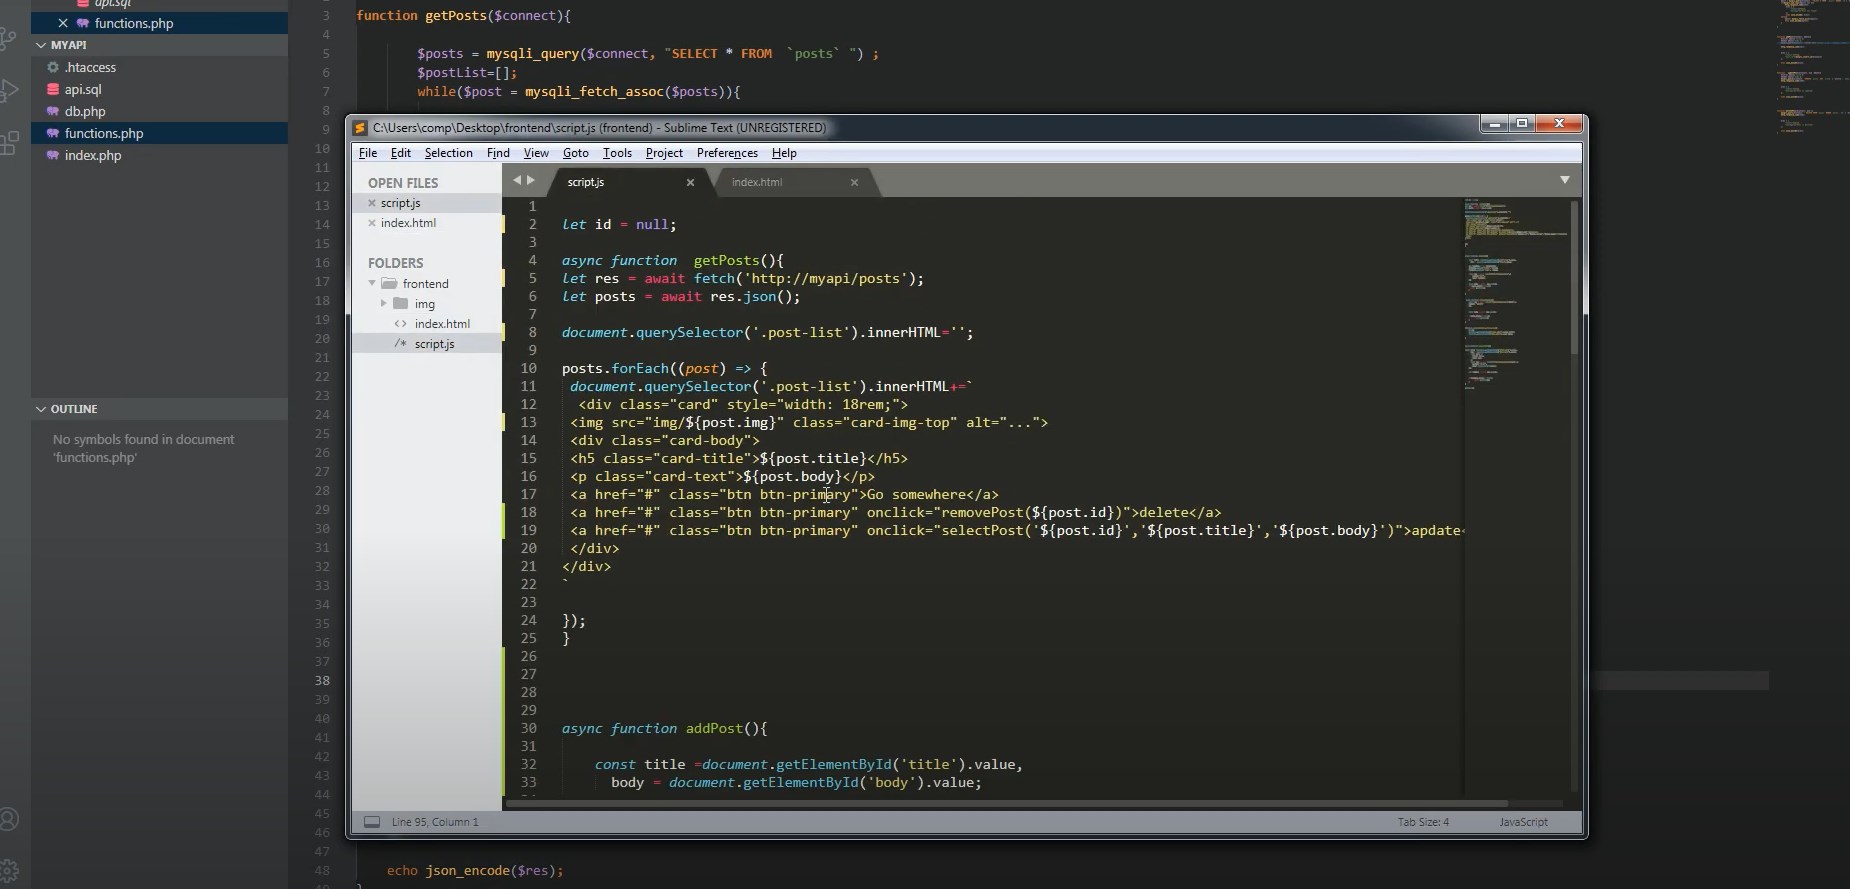 api.sql
functions.php
MYAPI
.htaccess
api.sql
db.php
functions.php
index.php
OUTLINE
No symbols found in document
'functions.php'
3 function getPosts($connect){
4
5 $posts = mysqli_query($connect, "SELECT * FROM `posts` ") ;
6 $postList=[];
7 while($post = mysqli_fetch_assoc($posts)){
8
9
10
11
12
13
14
15
16
17
18
19
20
21
22
23
24
25
26
27
28
29
30
31
32
33
34
35
36
37
38
39
40
41
42
43
44
45
46
47
48 echo json_encode($res);
C:\Users\comp\Desktop\frontend\script.js (frontend) - Sublime Text (UNREGISTERED)
File Edit Selection Find View Goto Tools Project Preferences Help
OPEN FILES
script.js
index.html
FOLDERS
frontend
img
index.html
script.js
script.js index.html
1
2 let id = null;
3
4 async function getPosts(){
5 let res = await fetch('http://myapi/posts');
6 let posts = await res.json();
7
8 document.querySelector('.post-list').innerHTML='';
9
10 posts.forEach((post) => {
11 document.querySelector('.post-list').innerHTML+=`
12 <div class="card" style="width: 18rem;">
13 <img src="img/${post.img}" class="card-img-top" alt="...">
14 <div class="card-body">
15 <h5 class="card-title">${post.title}</h5>
16 <p class="card-text">${post.body}</p>
17 <a href="#" class="btn btn-primary">Go somewhere</a>
18 <a href="#" class="btn btn-primary" onclick="removePost(${post.id})">delete</a>
19 <a href="#" class="btn btn-primary" onclick="selectPost('${post.id}','${post.title}','${post.body}')">apdate<
20 </div>
21 </div>
22 `
23
24 });
25 }
26
27
28
29
30 async function addPost(){
31
32 const title =document.getElementById('title').value,
33 body = document.getElementById('body').value;
Line 95, Column 1
Tab Size: 4
JavaScript